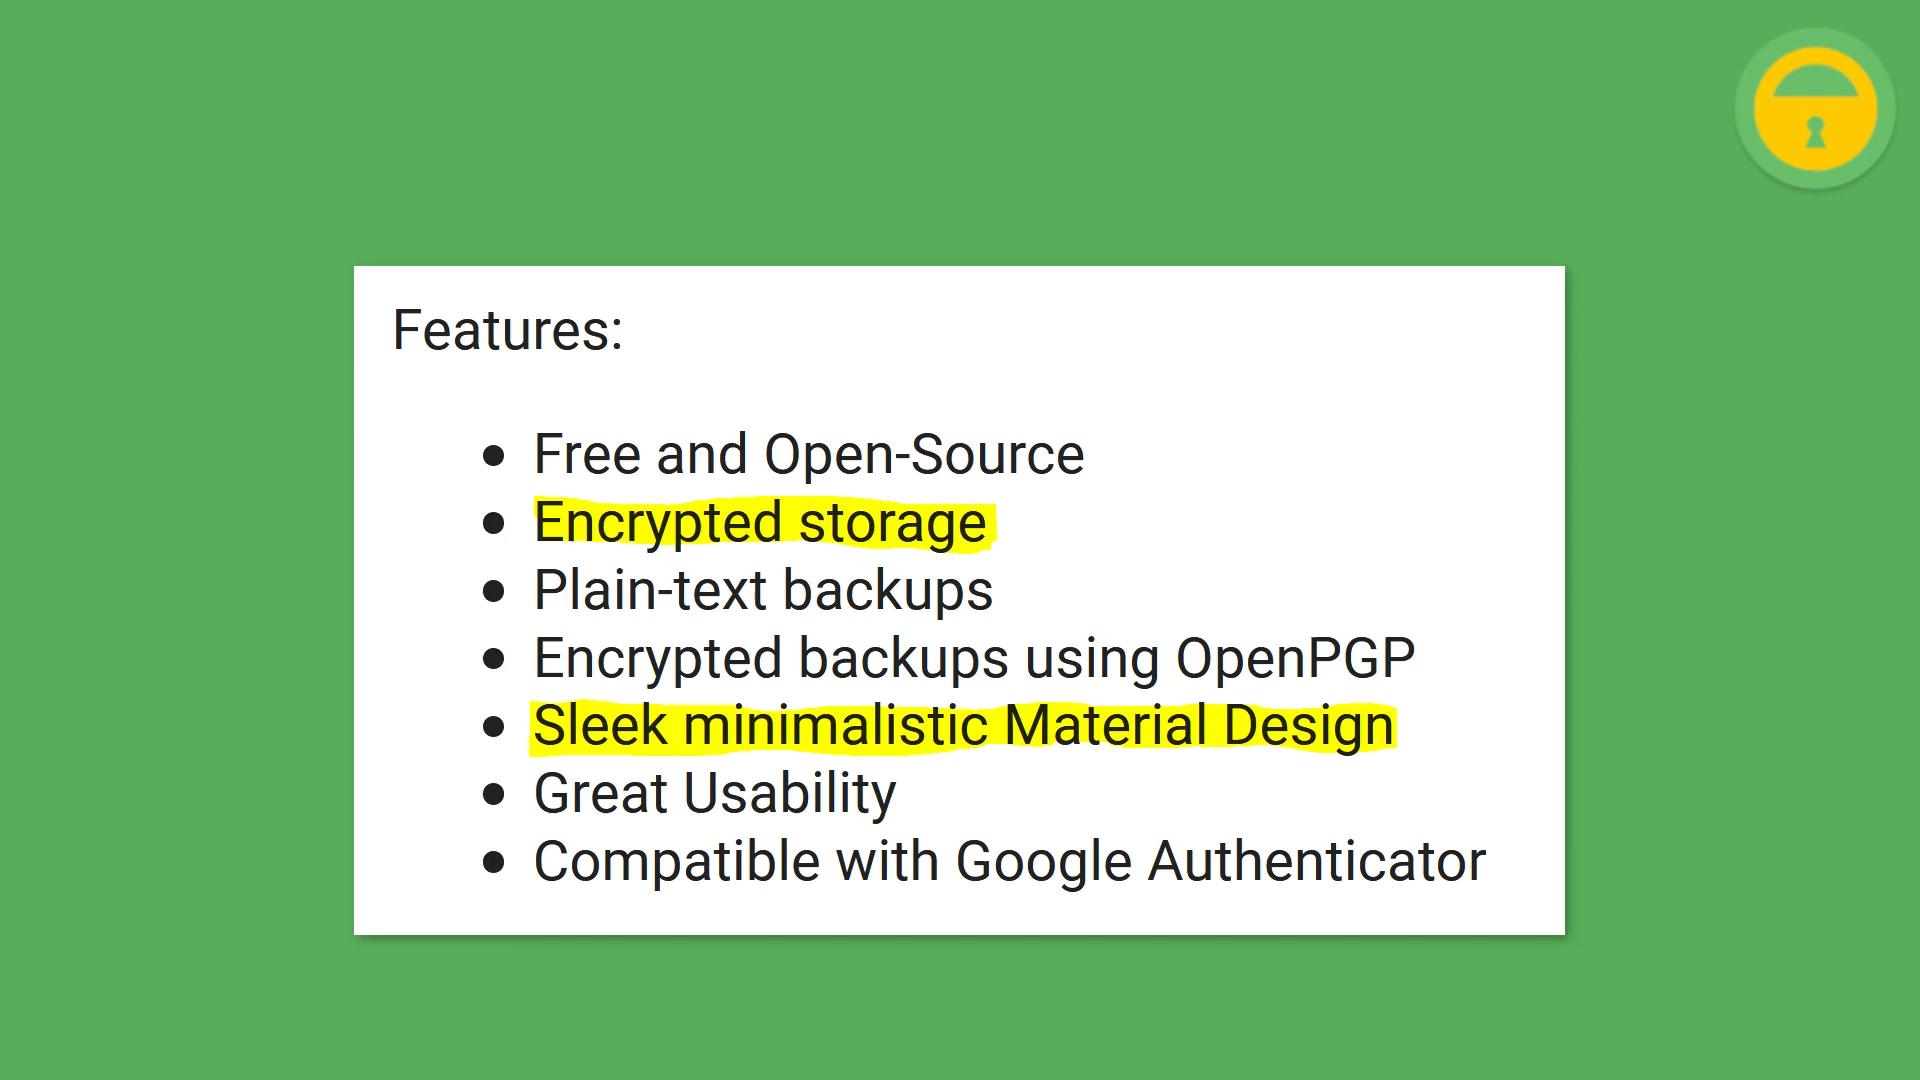 Features:
Free and Open-Source
Encrypted storage
Plain-text backups
Encrypted backups using OpenPGP
Sleek minimalistic Material Design
Great Usability
Compatible with Google Authenticator